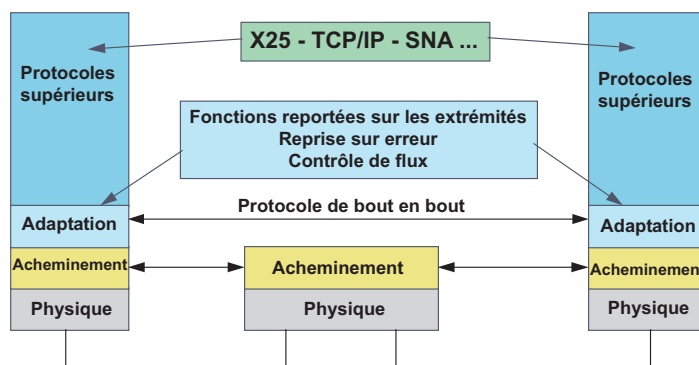 X25 - TCP/IP - SNA ...
Protocoles
supérieurs
Protocoles
supérieurs
Fonctions reportées sur les extrémités
Reprise sur erreur
Contrôle de flux
Protocole de bout en bout
Adaptation
Adaptation
Acheminement
Acheminement
Acheminemen
Physique
Physique
Physique